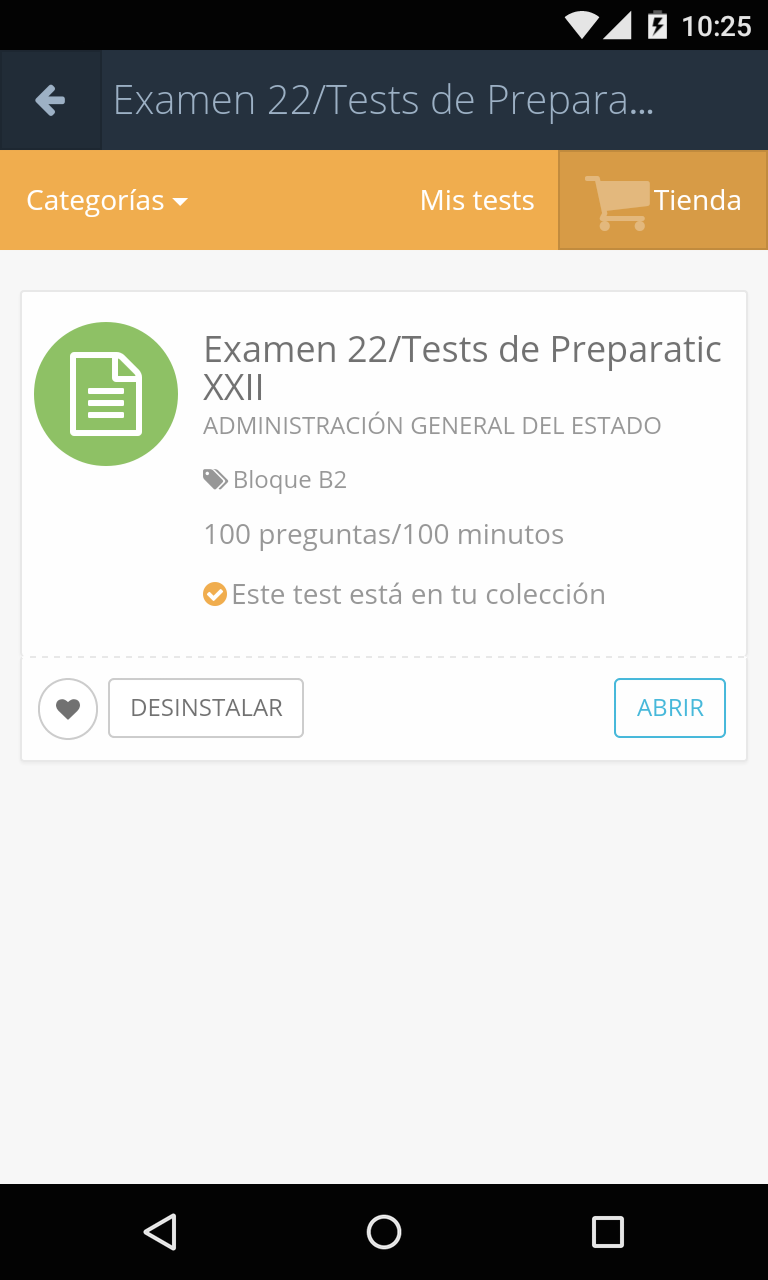 10:25
Examen 22/Tests de Prepara...
Categorías
Mis tests
Tienda
Examen 22/Tests de Preparatic
XXII
ADMINISTRACIÓN GENERAL DEL ESTADO
Bloque B2
100 preguntas/100 minutos
Este test está en tu colección
DESINSTALAR
ABRIR